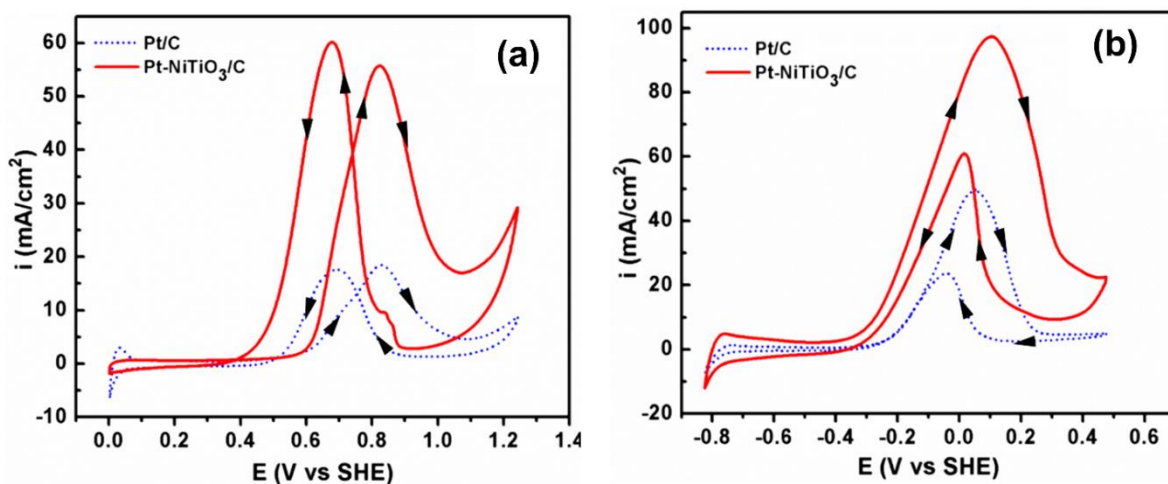 (a)
Pt/C
Pt-NiTiO₃/C
60
50
40
30
20
10
0
-10
0.0 0.2 0.4 0.6 0.8 1.0 1.2 1.4
i (mA/cm²)
E (V vs SHE)
(b)
Pt/C
Pt-NiTiO₃/C
100
80
60
40
20
0
-20
-0.8 -0.6 -0.4 -0.2 0.0 0.2 0.4 0.6
i (mA/cm²)
E (V vs SHE)